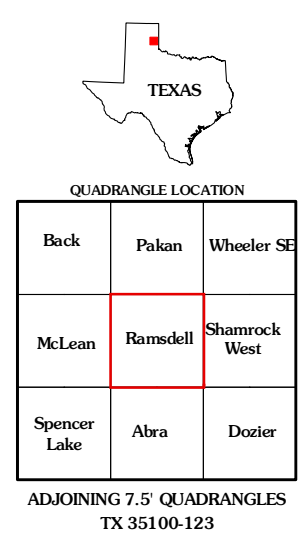 TEXAS
QUADRANGLE LOCATION
Back
Pakan
Wheeler SE
McLean
Ramsdell
Shamrock
West
Spencer
Lake
Abra
Dozier
ADJOINING 7.5' QUADRANGLES
TX 35100-123